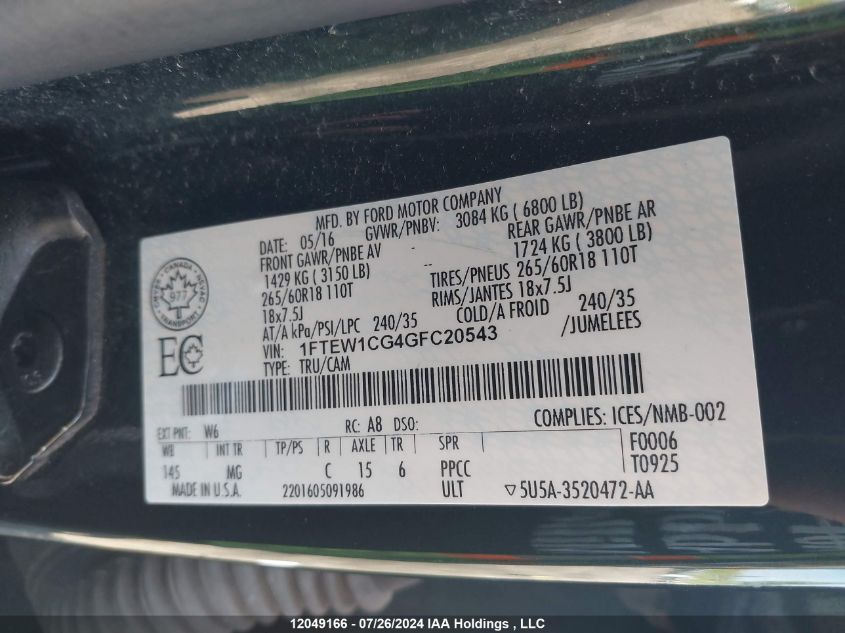 MFD. BY FORD MOTOR COMPANY
DATE: 05/16 GVWR/PNBV: 3084 KG ( 6800 LB)
FRONT GAWR/PNBE AV REAR GAWR/PNBE AR
1429 KG ( 3150 LB) 1724 KG ( 3800 LB)
265/60R18 110T TIRES/PNEUS 265/60R18 110T
18x7.5J RIMS/JANTES 18x7.5J
AT/A kPa/PSI/LPC 240/35 COLD/A FROID 240/35
VIN: 1FTEW1CG4GFC20543 /JUMELEES
TYPE: TRU/CAM
CANADA
977
TRANSPORT
EC
EXT PNT: W6 RC: A8 DSO: COMPLIES: ICES/NMB-002
WB INT TR TP/PS R AXLE TR SPR F0006
145 MG C 15 6 PPCC T0925
MADE IN U.S.A. 2201605091986 ULT ▽5U5A-3520472-AA
12049166 - 07/26/2024 IAA Holdings , LLC